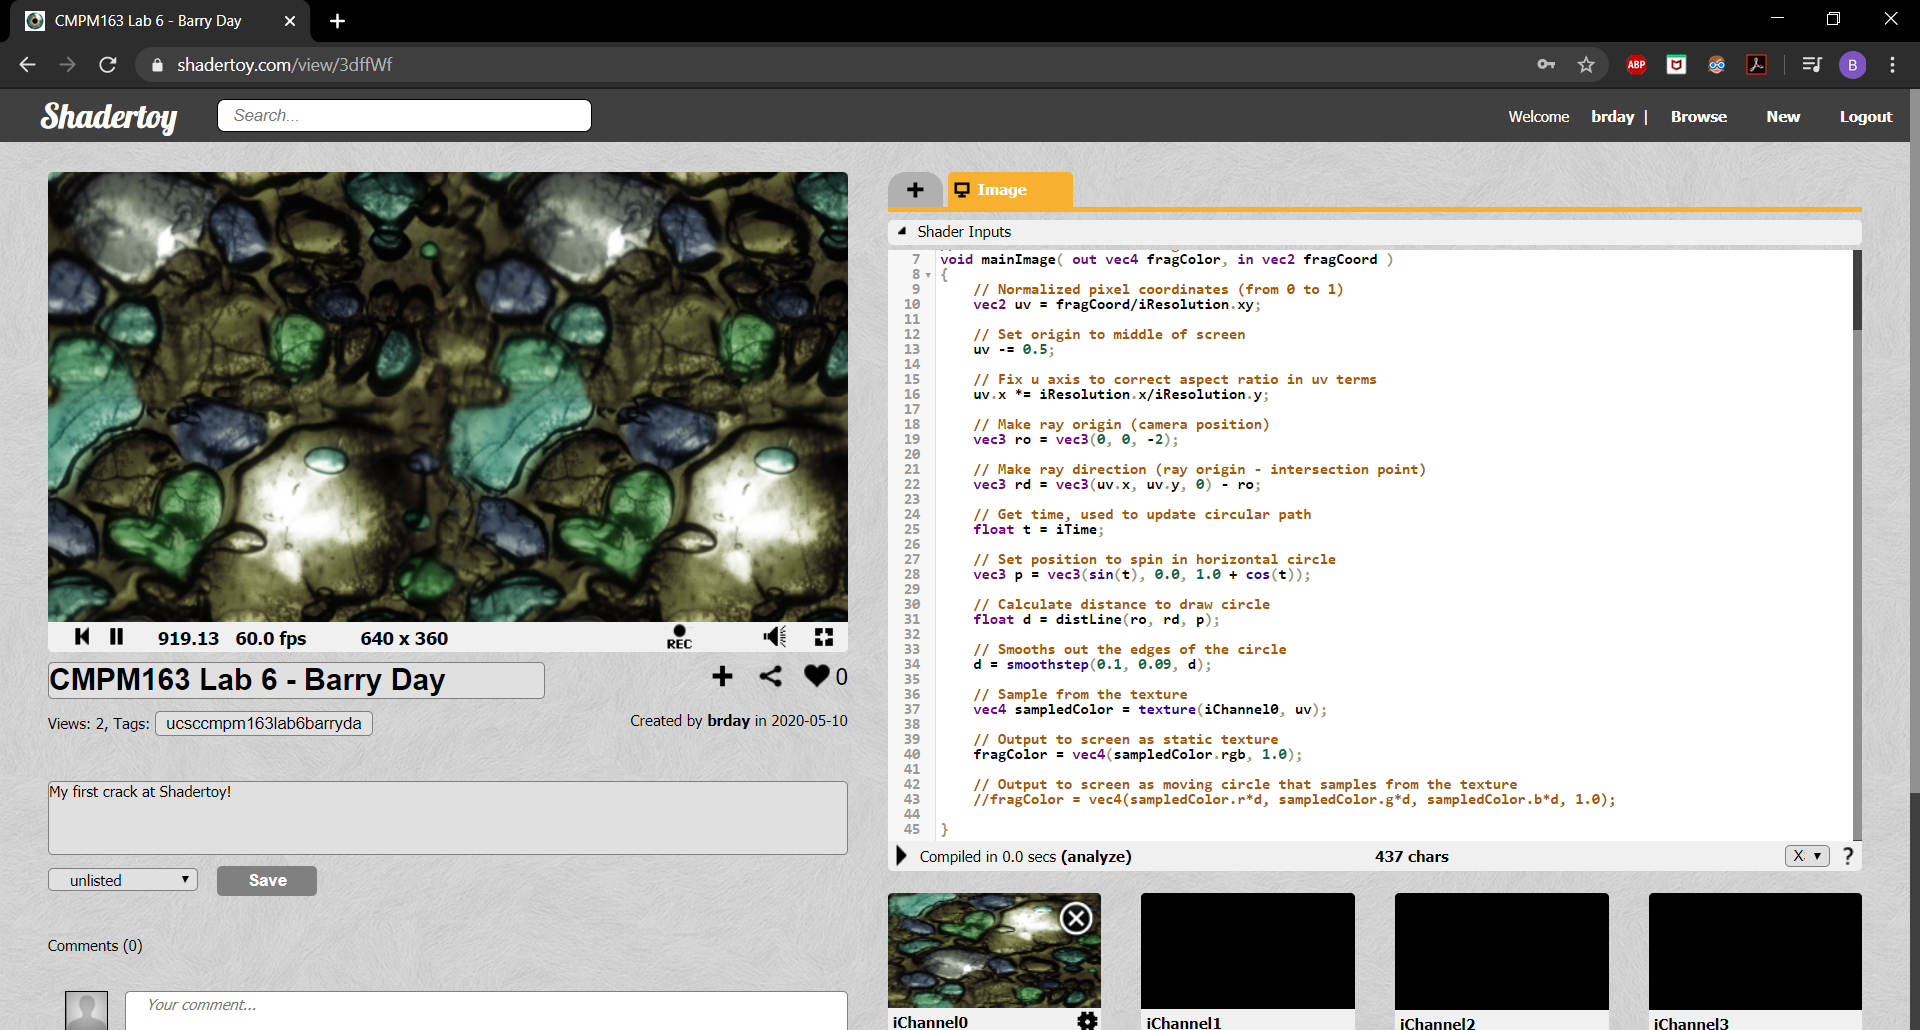 CMPM163 Lab 6 - Barry Day
shadertoy.com/view/3dffWf
ABP
B
Shadertoy
Search...
Welcome brday | Browse New Logout
Image
Shader Inputs
7 void mainImage( out vec4 fragColor, in vec2 fragCoord )
8 {
9 // Normalized pixel coordinates (from 0 to 1)
10 vec2 uv = fragCoord/iResolution.xy;
11
12 // Set origin to middle of screen
13 uv -= 0.5;
14
15 // Fix u axis to correct aspect ratio in uv terms
16 uv.x *= iResolution.x/iResolution.y;
17
18 // Make ray origin (camera position)
19 vec3 ro = vec3(0, 0, -2);
20
21 // Make ray direction (ray origin - intersection point)
22 vec3 rd = vec3(uv.x, uv.y, 0) - ro;
23
24 // Get time, used to update circular path
25 float t = iTime;
26
27 // Set position to spin in horizontal circle
28 vec3 p = vec3(sin(t), 0.0, 1.0 + cos(t));
29
30 // Calculate distance to draw circle
31 float d = distLine(ro, rd, p);
32
33 // Smooths out the edges of the circle
34 d = smoothstep(0.1, 0.09, d);
35
36 // Sample from the texture
37 vec4 sampledColor = texture(iChannel0, uv);
38
39 // Output to screen as static texture
40 fragColor = vec4(sampledColor.rgb, 1.0);
41
42 // Output to screen as moving circle that samples from the texture
43 //fragColor = vec4(sampledColor.r*d, sampledColor.g*d, sampledColor.b*d, 1.0);
44
45 }
919.13 60.0 fps 640 x 360
REC
CMPM163 Lab 6 - Barry Day
0
Views: 2, Tags: ucsccmpm163lab6barryda
Created by brday in 2020-05-10
My first crack at Shadertoy!
unlisted
Save
Comments (0)
Your comment...
Compiled in 0.0 secs (analyze)
437 chars
X
?
iChannel0
iChannel1
iChannel2
iChannel3